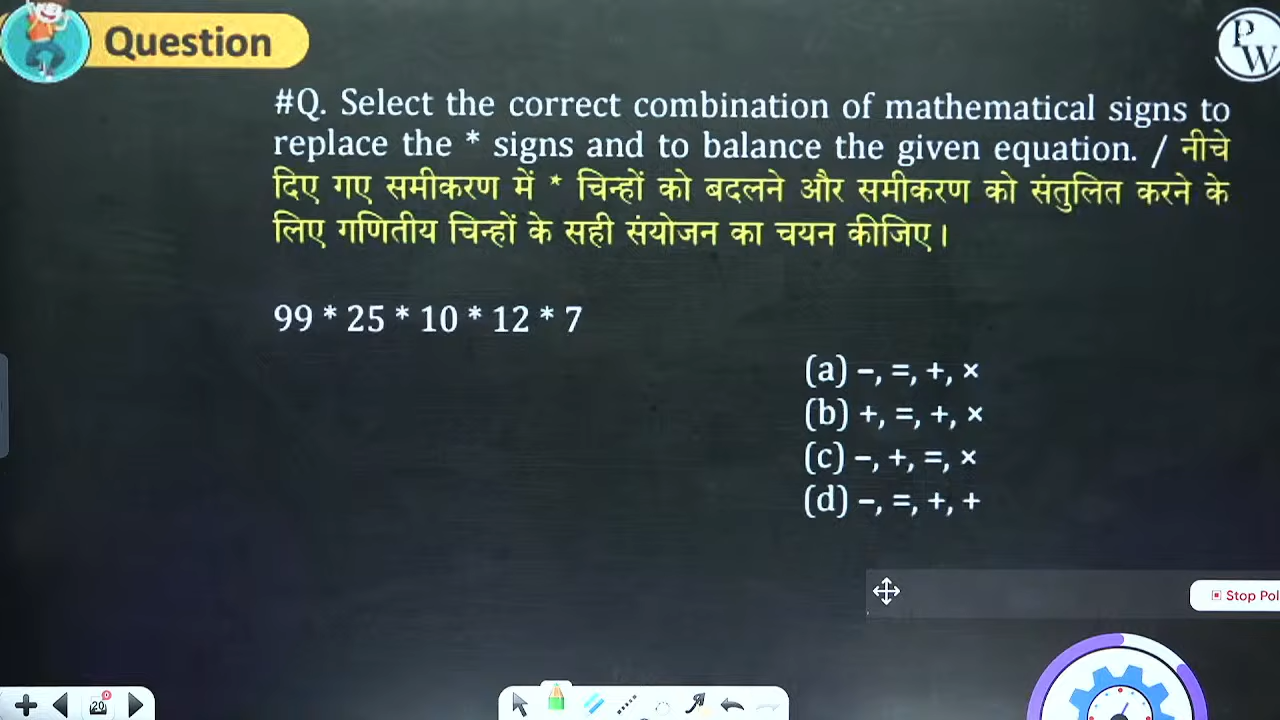 Question
PW
#Q. Select the correct combination of mathematical signs to
replace the * signs and to balance the given equation. / नीचे
दिए गए समीकरण में * चिन्हों को बदलने और समीकरण को संतुलित करने के
लिए गणितीय चिन्हों के सही संयोजन का चयन कीजिए।
99 * 25 * 10 * 12 * 7
(a) –, =, +, ×
(b) +, =, +, ×
(c) –, +, =, ×
(d) –, =, +, +
Stop Pol
20
0